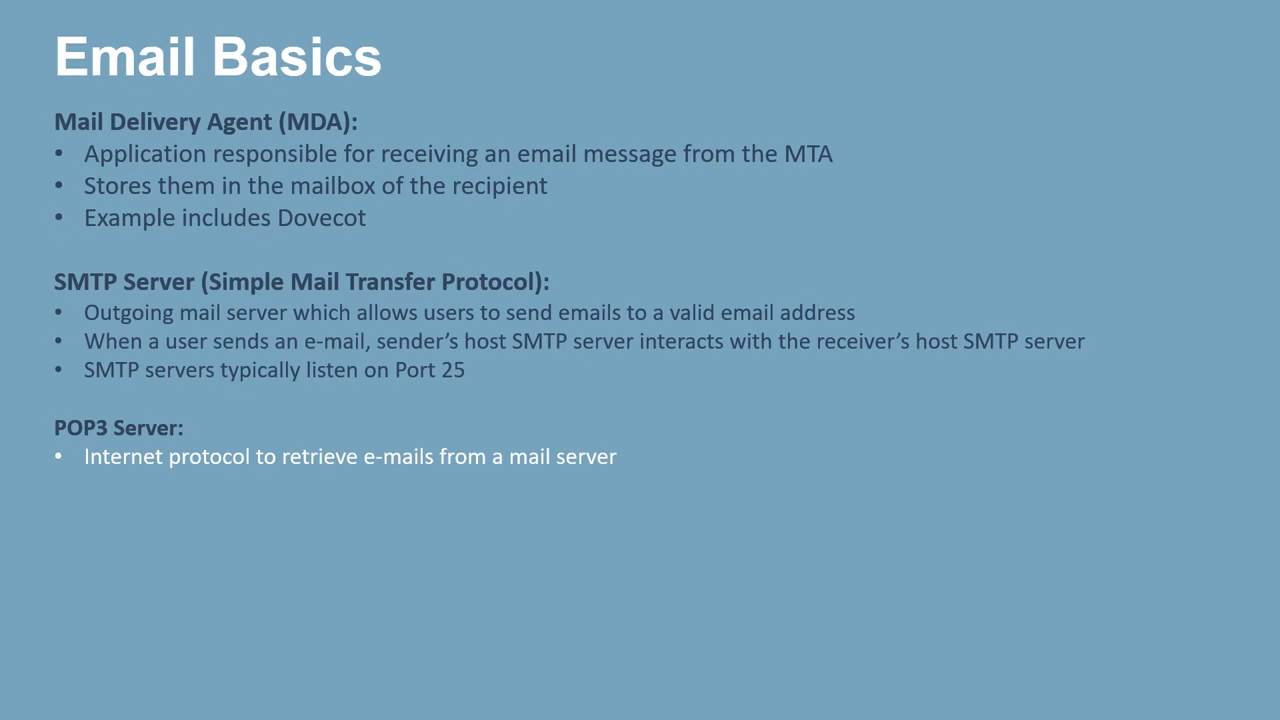 Email Basics
Mail Delivery Agent (MDA):
• Application responsible for receiving an email message from the MTA
• Stores them in the mailbox of the recipient
• Example includes Dovecot
SMTP Server (Simple Mail Transfer Protocol):
• Outgoing mail server which allows users to send emails to a valid email address
• When a user sends an e-mail, sender’s host SMTP server interacts with the receiver’s host SMTP server
• SMTP servers typically listen on Port 25
POP3 Server:
• Internet protocol to retrieve e-mails from a mail server